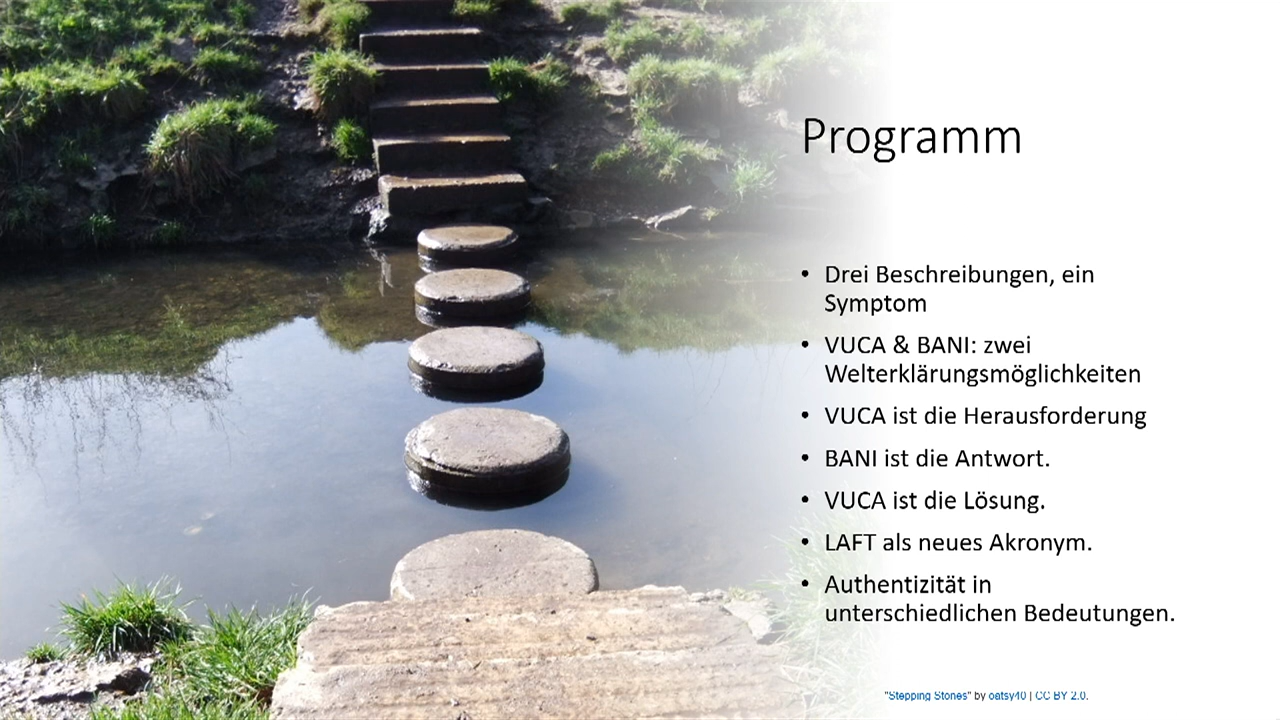 Programm
• Drei Beschreibungen, ein
Symptom
• VUCA & BANI: zwei
Welterklärungsmöglichkeiten
• VUCA ist die Herausforderung
• BANI ist die Antwort.
• VUCA ist die Lösung.
• LAFT als neues Akronym.
• Authentizität in
unterschiedlichen Bedeutungen.
"Stepping Stones" by oatsy40 | CC BY 2.0.